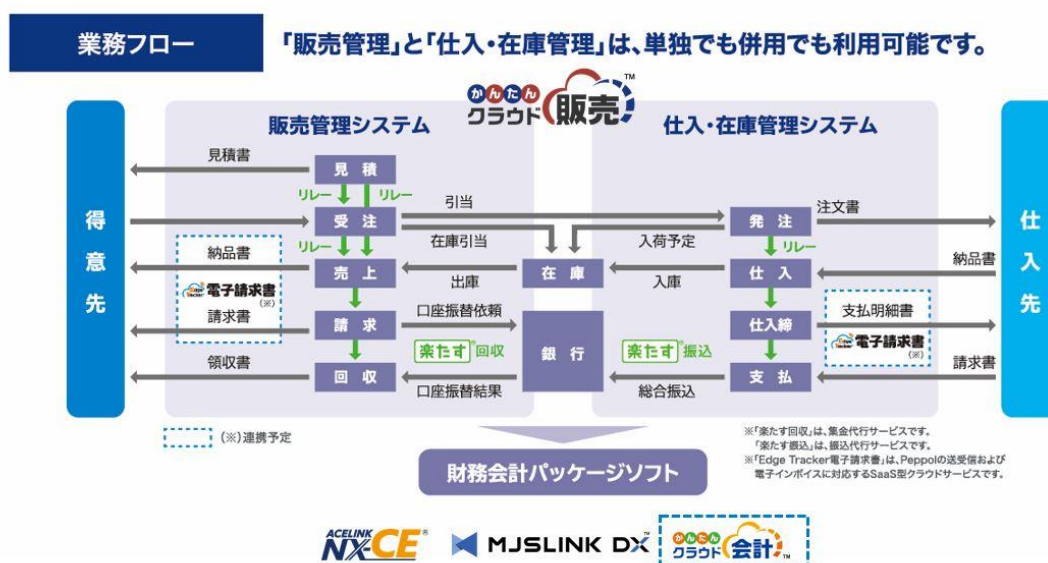 業務フロー
「販売管理」と「仕入・在庫管理」は、単独でも併用でも利用可能です。
かんたん
クラウド
販売
TM
販売管理システム
仕入・在庫管理システム
得意先
仕入先
見積書
見積
リレー
リレー
受注
引当
発注
注文書
リレー
在庫引当
入荷予定
リレー
納品書
売上
出庫
在庫
入庫
仕入
納品書
Edge Tracker
電子請求書
(※)
請求書
請求
口座振替依頼
銀行
仕入締
支払明細書
楽たす®回収
楽たす®振込
Edge Tracker
電子請求書
(※)
領収書
回収
口座振替結果
総合振込
支払
請求書
(※)連携予定
※「楽たす回収」は、集金代行サービスです。
「楽たす振込」は、振込代行サービスです。
※「Edge Tracker電子請求書」は、Peppolの送受信および
電子インボイスに対応するSaaS型クラウドサービスです。
財務会計パッケージソフト
ACELINK
NX-CE®
MJSLINK DX™
かんたん
クラウド
会計
TM